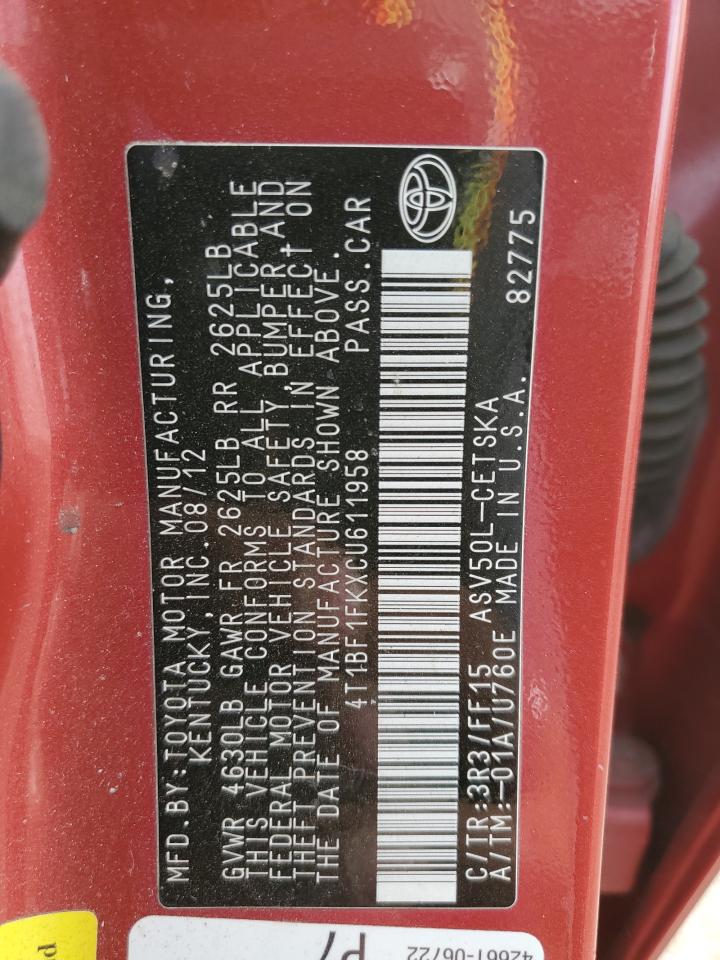 MFD.BY:TOYOTA MOTOR MANUFACTURING,
KENTUCKY, INC. 08/12
GVWR 4630LB GAWR FR 2625LB RR 2625LB
THIS VEHICLE CONFORMS TO ALL APPLICABLE
FEDERAL MOTOR VEHICLE SAFETY, BUMPER AND
THEFT PREVENTION STANDARDS IN EFFECT ON
THE DATE OF MANUFACTURE SHOWN ABOVE.
4T1BF1FKXCU611958 PASS.CAR
C/TR:3R3/FF15 ASV50L-CETSKA
A/TM:-01A/U760E MADE IN U.S.A. 82775
42661-06722